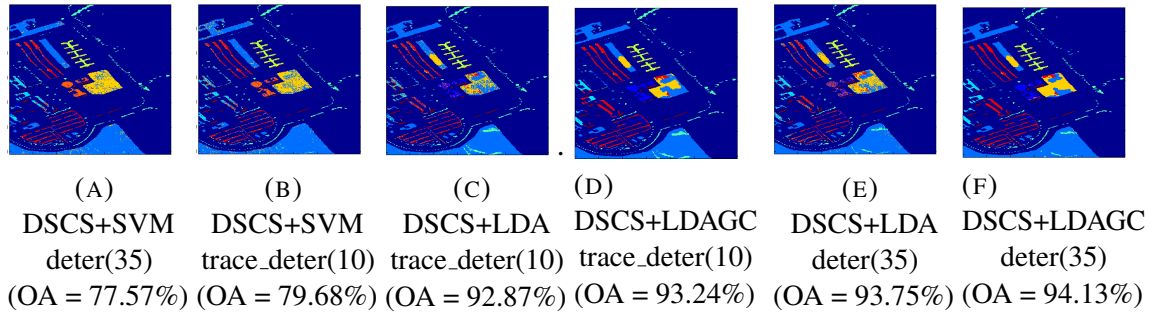 (A)
DSCS+SVM
deter(35)
(OA = 77.57%)
(B)
DSCS+SVM
trace_deter(10)
(OA = 79.68%)
(C)
DSCS+LDA
trace_deter(10)
(OA = 92.87%)
.
(D)
DSCS+LDAGC
trace_deter(10)
(OA = 93.24%)
(E)
DSCS+LDA
deter(35)
(OA = 93.75%)
(F)
DSCS+LDAGC
deter(35)
(OA = 94.13%)